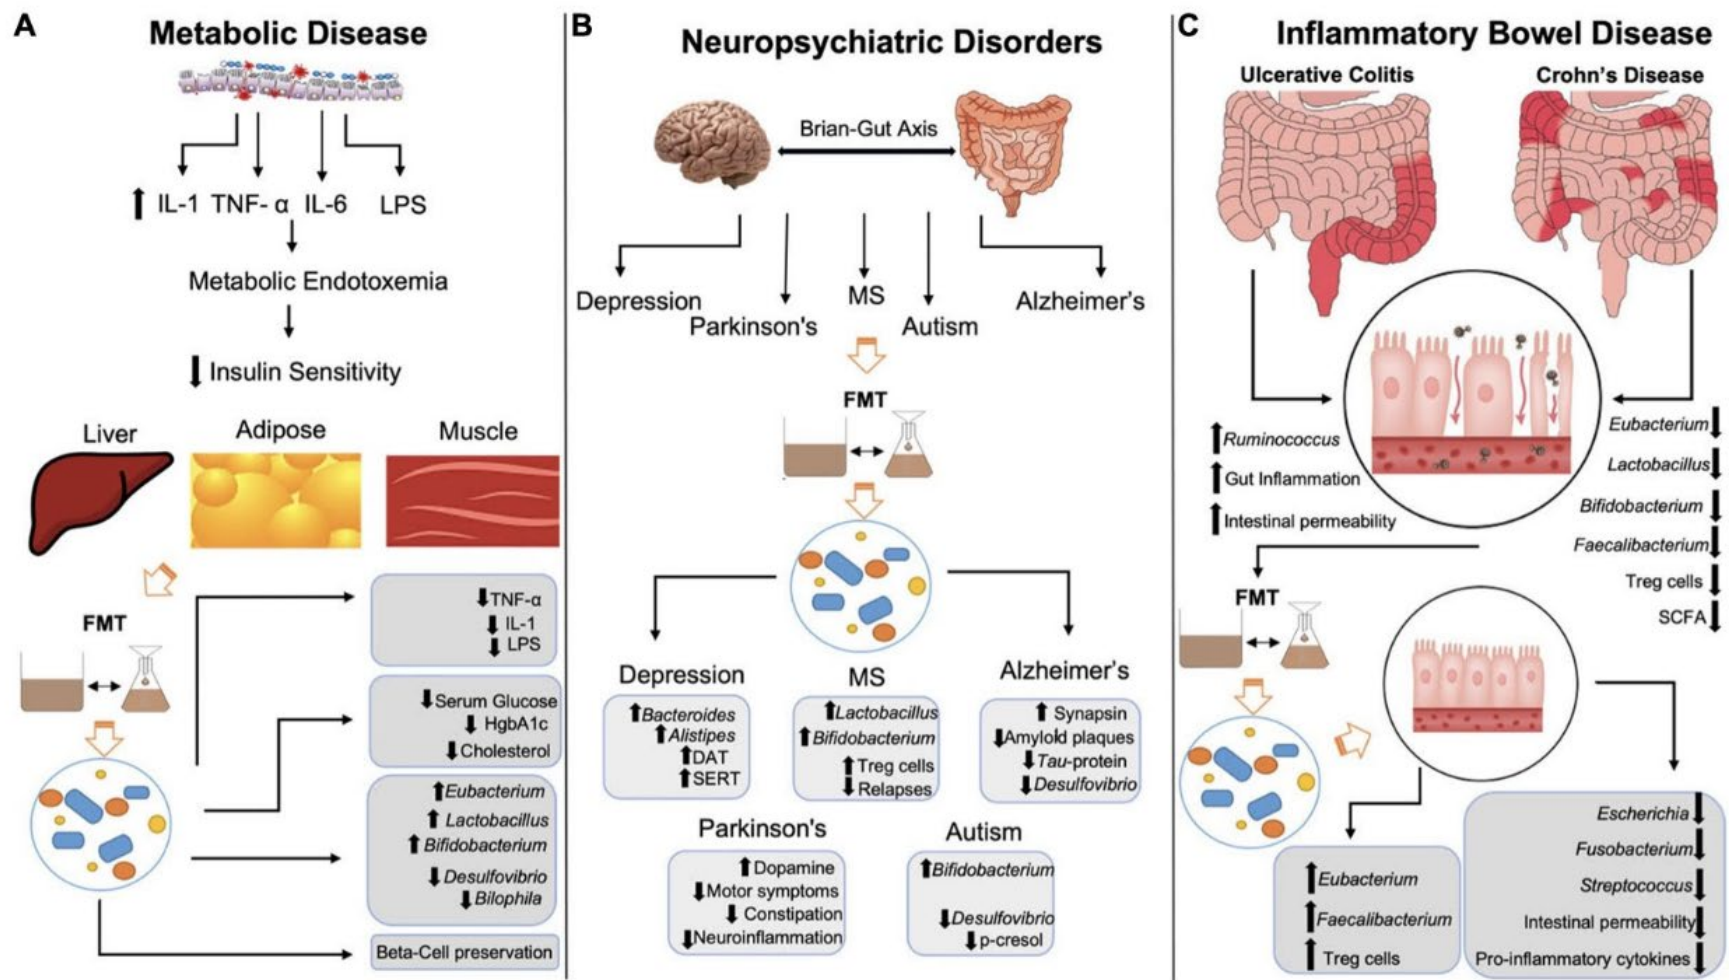 A
Metabolic Disease
IL-1 TNF- α IL-6 LPS
Metabolic Endotoxemia
Insulin Sensitivity
Liver
Adipose
Muscle
FMT
TNF-α
IL-1
LPS
Serum Glucose
HgbA1c
Cholesterol
Eubacterium
Lactobacillus
Bifidobacterium
Desulfovibrio
Bilophila
Beta-Cell preservation
B
Neuropsychiatric Disorders
Brian-Gut Axis
Depression
Parkinson's
MS
Autism
Alzheimer's
FMT
Depression
Bacteroides
Alistipes
DAT
SERT
MS
Lactobacillus
Bifidobacterium
Treg cells
Relapses
Alzheimer's
Synapsin
Amyloid plaques
Tau-protein
Desulfovibrio
Parkinson's
Dopamine
Motor symptoms
Constipation
Neuroinflammation
Autism
Bifidobacterium
Desulfovibrio
p-cresol
C
Inflammatory Bowel Disease
Ulcerative Colitis
Crohn's Disease
Ruminococcus
Gut Inflammation
Intestinal permeability
Eubacterium
Lactobacillus
Bifidobacterium
Faecalibacterium
Treg cells
SCFA
FMT
Eubacterium
Faecalibacterium
Treg cells
Escherichia
Fusobacterium
Streptococcus
Intestinal permeability
Pro-inflammatory cytokines